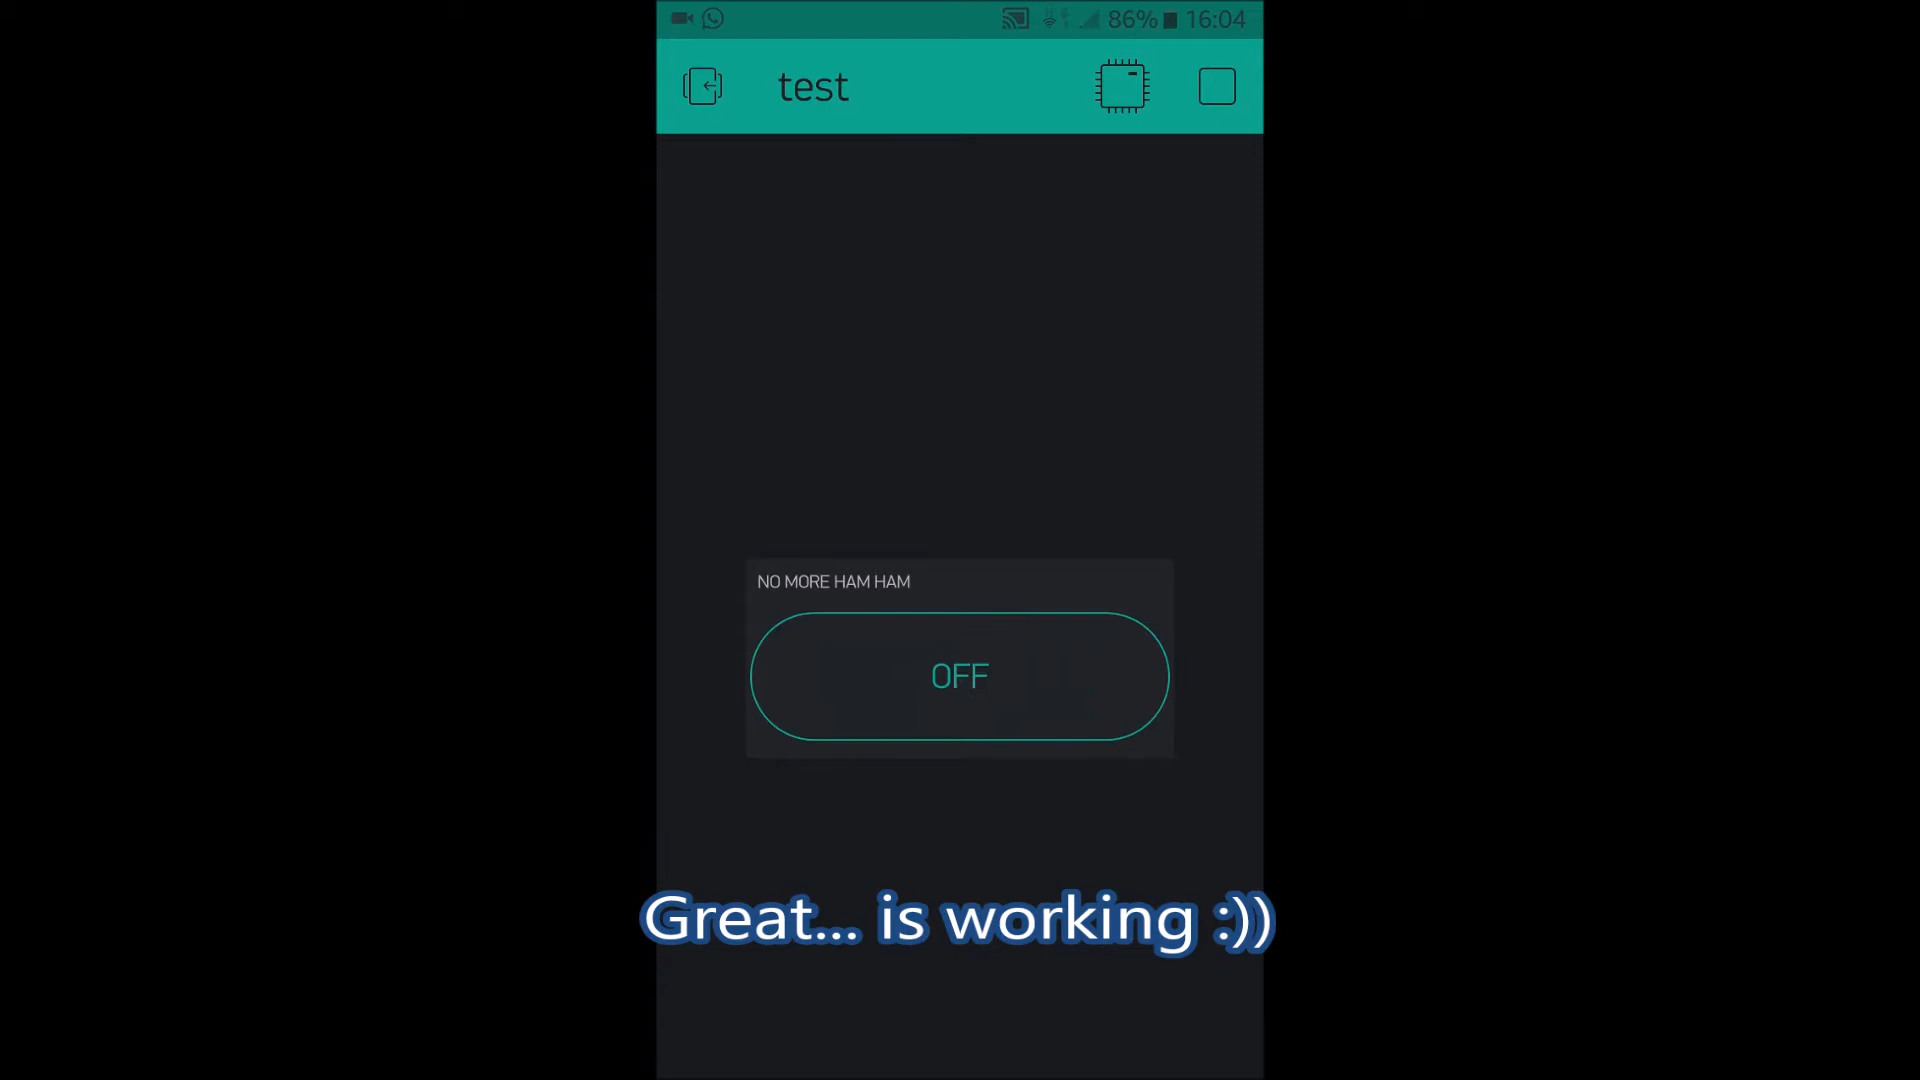 86% 16:04
test
NO MORE HAM HAM
OFF
Great... is working :))